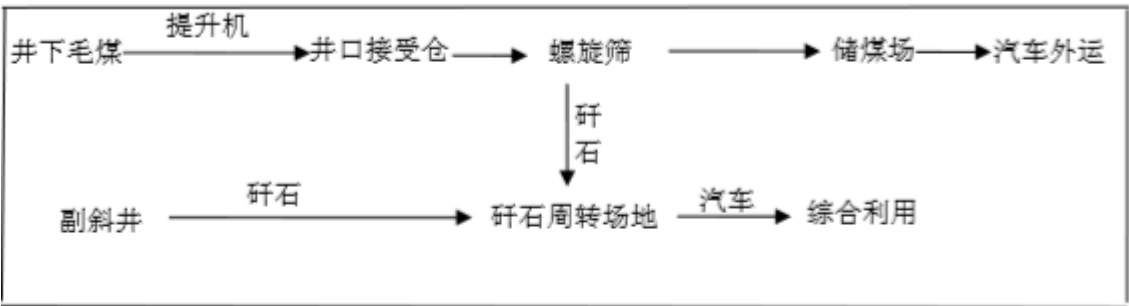 提升机
井下毛煤 井口接受仓 螺旋筛 储煤场 汽车外运
矸石
矸石 汽车
副斜井 矸石周转场地 综合利用